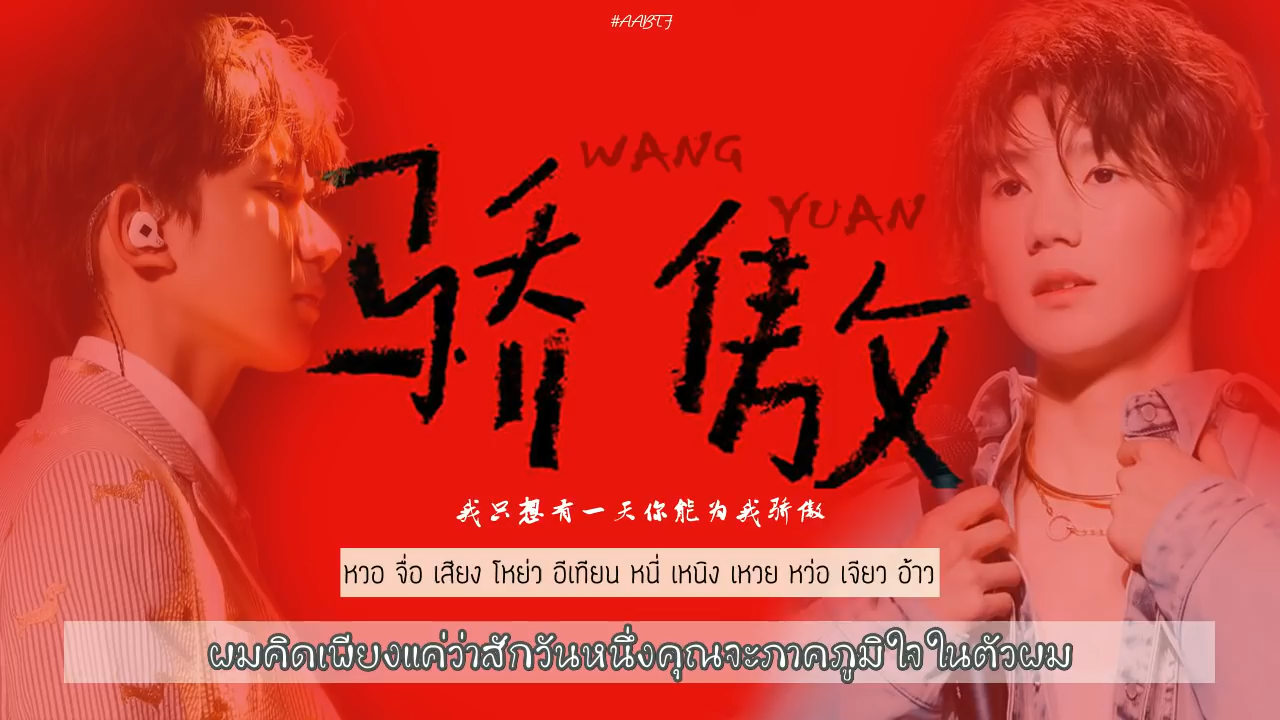 #AABTF
WANG
YUAN
骄傲
我只想有一天你能为我骄傲
หวอ จื่อ เสียง โหย่ว อีเทียน หนี่ เหนิง เหวย หว่อ เจียว อ้าว
ผมคิดเพียงแค่ว่าสักวันหนึ่งคุณจะภาคภูมิใจในตัวผม